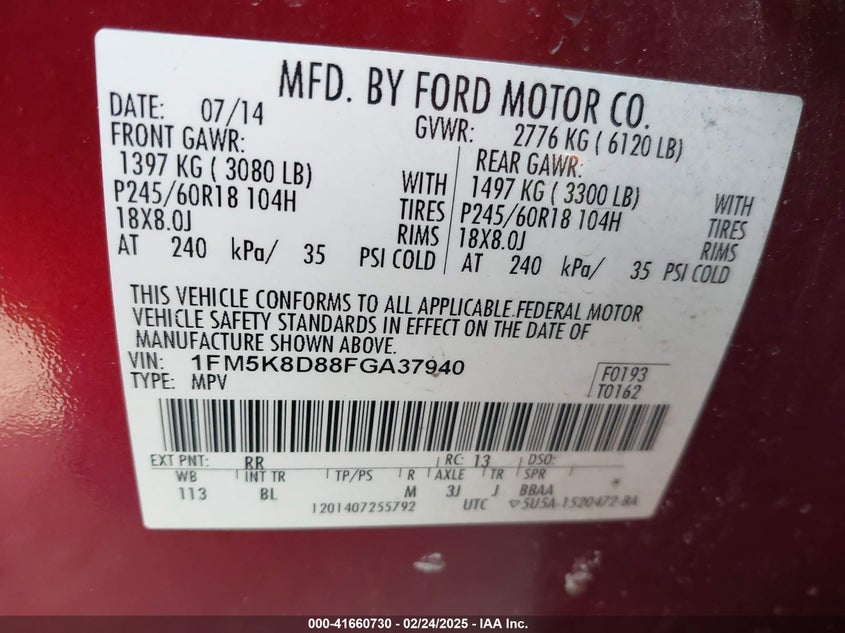 MFD. BY FORD MOTOR CO.
DATE: 07/14 GVWR: 2776 KG ( 6120 LB)
FRONT GAWR: REAR GAWR:
1397 KG ( 3080 LB) WITH 1497 KG ( 3300 LB) WITH
P245/60R18 104H TIRES P245/60R18 104H TIRES
18X8.0J RIMS 18X8.0J RIMS
AT 240 kPa/ 35 PSI COLD AT 240 kPa/ 35 PSI COLD
THIS VEHICLE CONFORMS TO ALL APPLICABLE FEDERAL MOTOR
VEHICLE SAFETY STANDARDS IN EFFECT ON THE DATE OF
MANUFACTURE SHOWN ABOVE.
VIN: 1FM5K8D88FGA37940 F0193
TYPE: MPV T0162
EXT PNT: RR RC: 13 DSO:
WB INT TR TP/PS R AXLE TR SPR
113 BL M 3J J BBAA
1201407255792 UTC ▽5U5A-1520472-BA
000-41660730 - 02/24/2025 - IAA Inc.